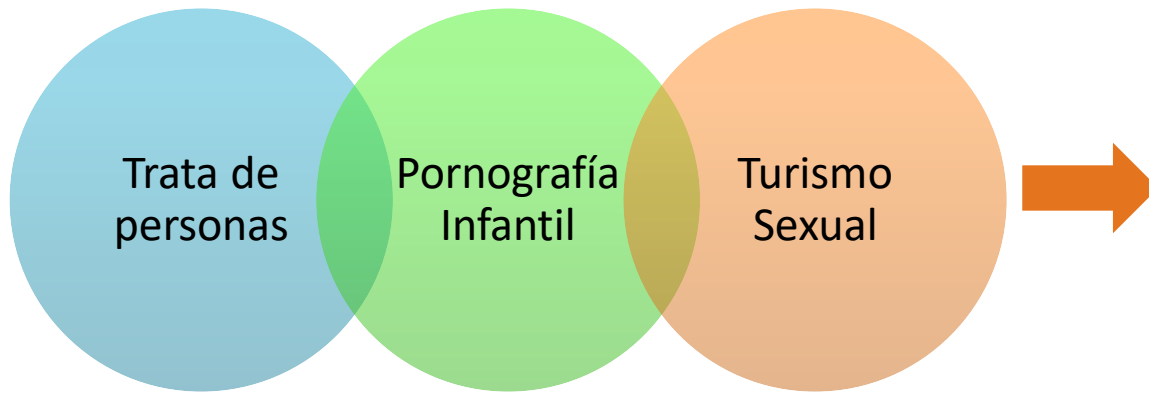 Trata de
personas
Pornografía
Infantil
Turismo
Sexual